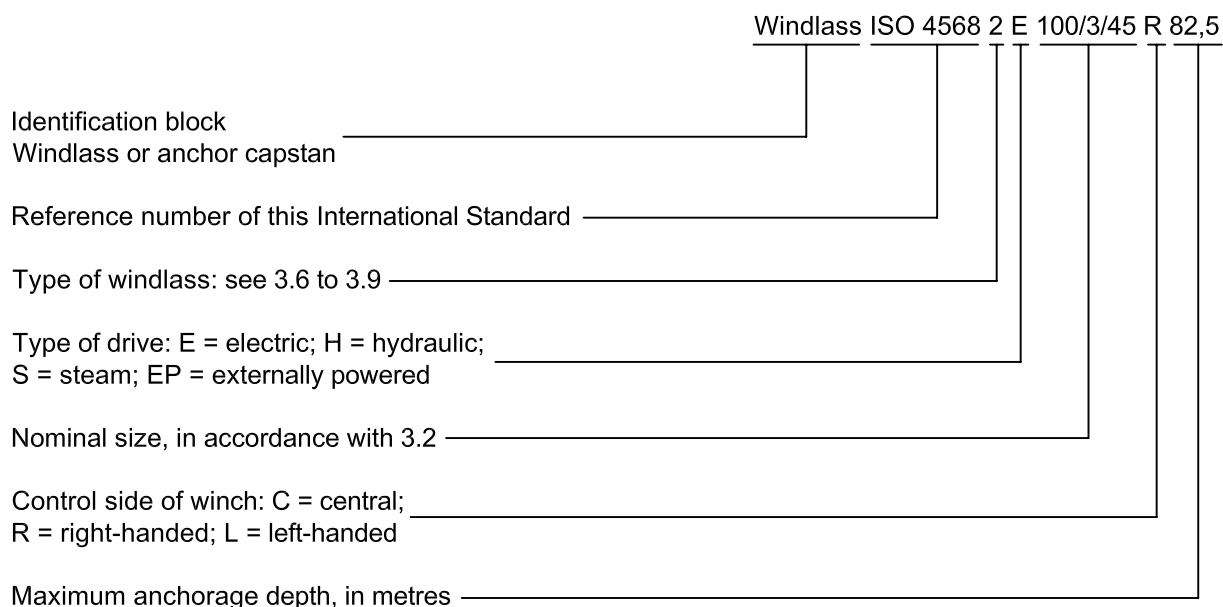 Windlass ISO 4568 2 E 100/3/45 R 82,5
Identification block
Windlass or anchor capstan
Reference number of this International Standard
Type of windlass: see 3.6 to 3.9
Type of drive: E = electric; H = hydraulic;
S = steam; EP = externally powered
Nominal size, in accordance with 3.2
Control side of winch: C = central;
R = right-handed; L = left-handed
Maximum anchorage depth, in metres